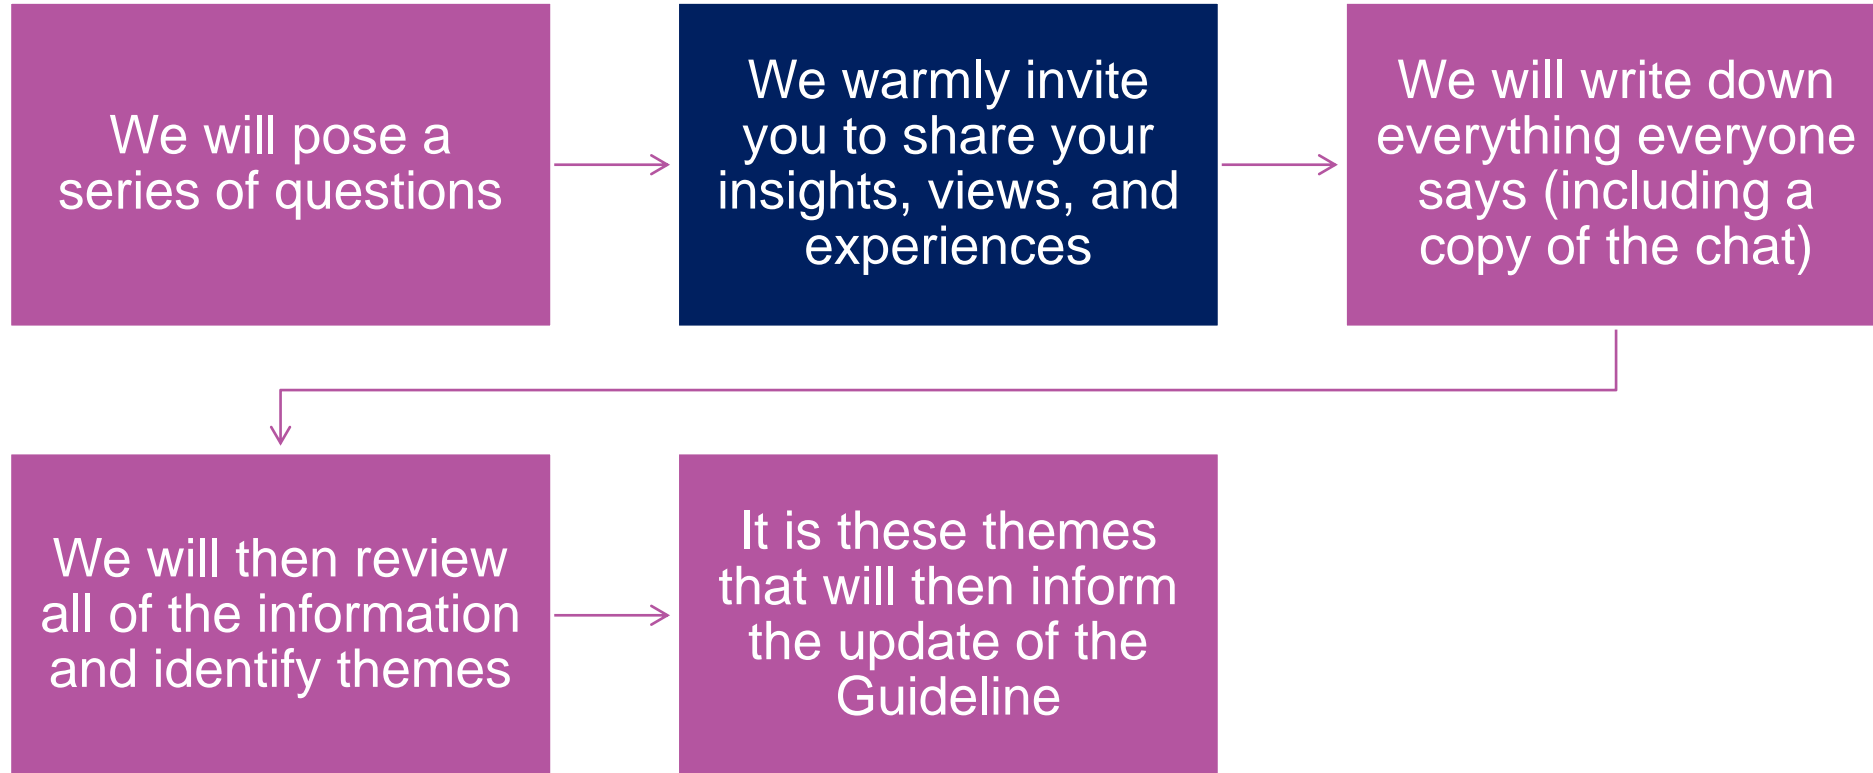 We will pose a
series of questions
We warmly invite
you to share your
insights, views, and
experiences
We will write down
everything everyone
says (including a
copy of the chat)
We will then review
all of the information
and identify themes
It is these themes
that will then inform
the update of the
Guideline